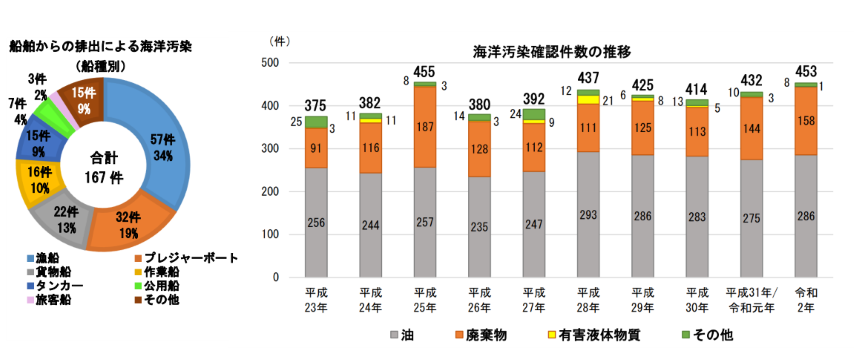 船舶からの排出による海洋汚染
（船種別）
57件
34%
32件
19%
22件
13%
16件
10%
15件
9%
7件
4%
3件
2%
15件
9%
合計
167 件
漁船
プレジャーボート
貨物船
作業船
タンカー
公用船
旅客船
その他
（件）
海洋汚染確認件数の推移
500
400
300
200
100
0
375
25
3
91
256
382
11
11
116
244
455
8
3
187
257
380
14
3
128
235
392
24
9
112
247
437
12
21
111
293
425
6
8
125
286
414
13
5
113
283
432
10
3
144
275
453
8
1
158
286
平成
23年
平成
24年
平成
25年
平成
26年
平成
27年
平成
28年
平成
29年
平成
30年
平成31年/
令和元年
令和
2年
油
廃棄物
有害液体物質
その他